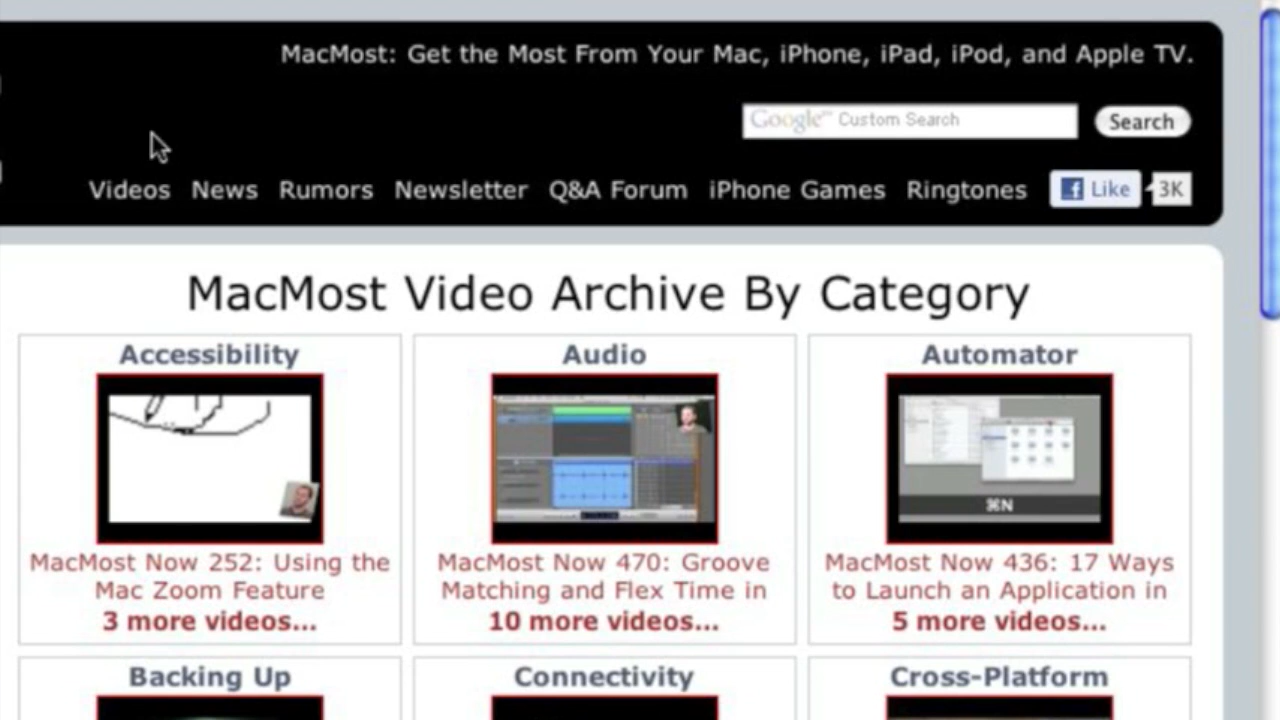 MacMost: Get the Most From Your Mac, iPhone, iPad, iPod, and Apple TV.
Google™ Custom Search
Search
Videos News Rumors Newsletter Q&A Forum iPhone Games Ringtones Like 3K
MacMost Video Archive By Category
Accessibility
MacMost Now 252: Using the
Mac Zoom Feature
3 more videos...
Audio
MacMost Now 470: Groove
Matching and Flex Time in
10 more videos...
Automator
⌘N
MacMost Now 436: 17 Ways
to Launch an Application in
5 more videos...
Backing Up
Connectivity
Cross-Platform